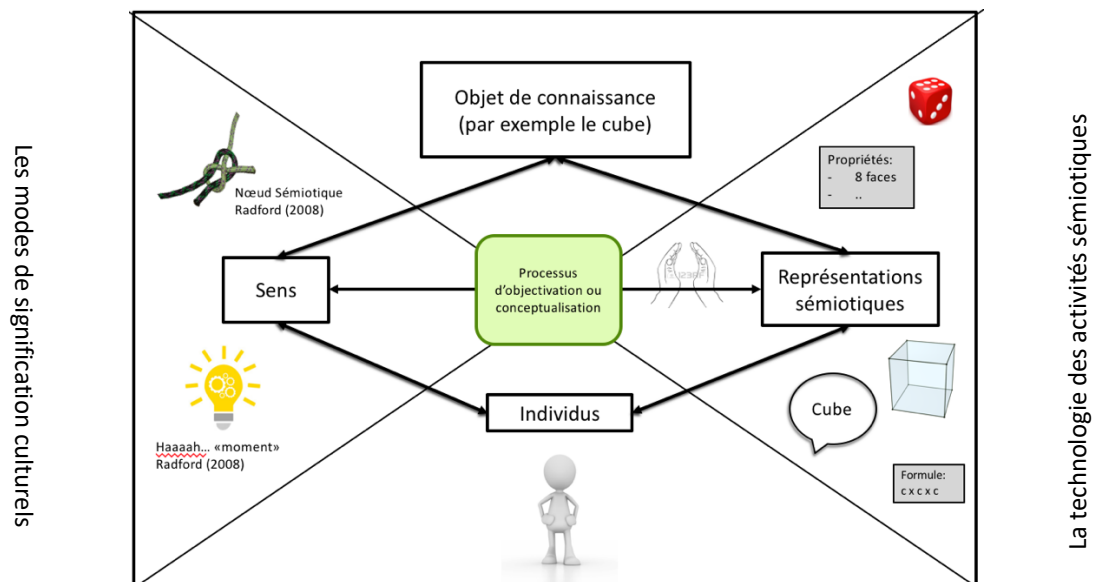 Objet de connaissance
(par exemple le cube)
Propriétés:
- 8 faces
- ..
Nœud Sémiotique
Radford (2008)
Sens
Processus
d’objectivation ou
conceptualisation
Représentations
sémiotiques
Individus
Cube
Haaaah... «moment»
Radford (2008)
Formule:
c x c x c
Les modes de signification culturels
La technologie des activités sémiotiques